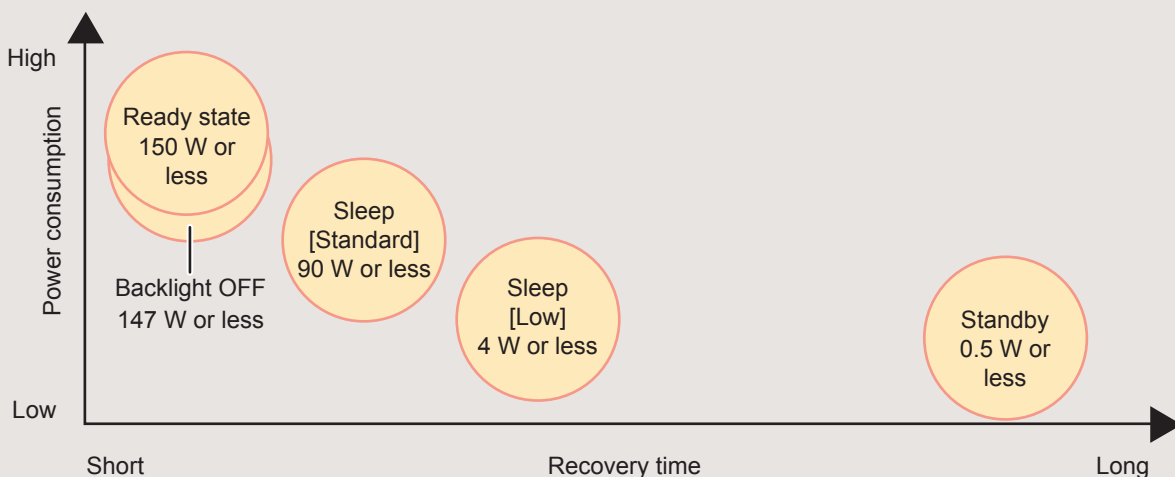 High
Power consumption
Low
Ready state
150 W or
less
Backlight OFF
147 W or less
Sleep
[Standard]
90 W or less
Sleep
[Low]
4 W or less
Standby
0.5 W or
less
Short
Recovery time
Long